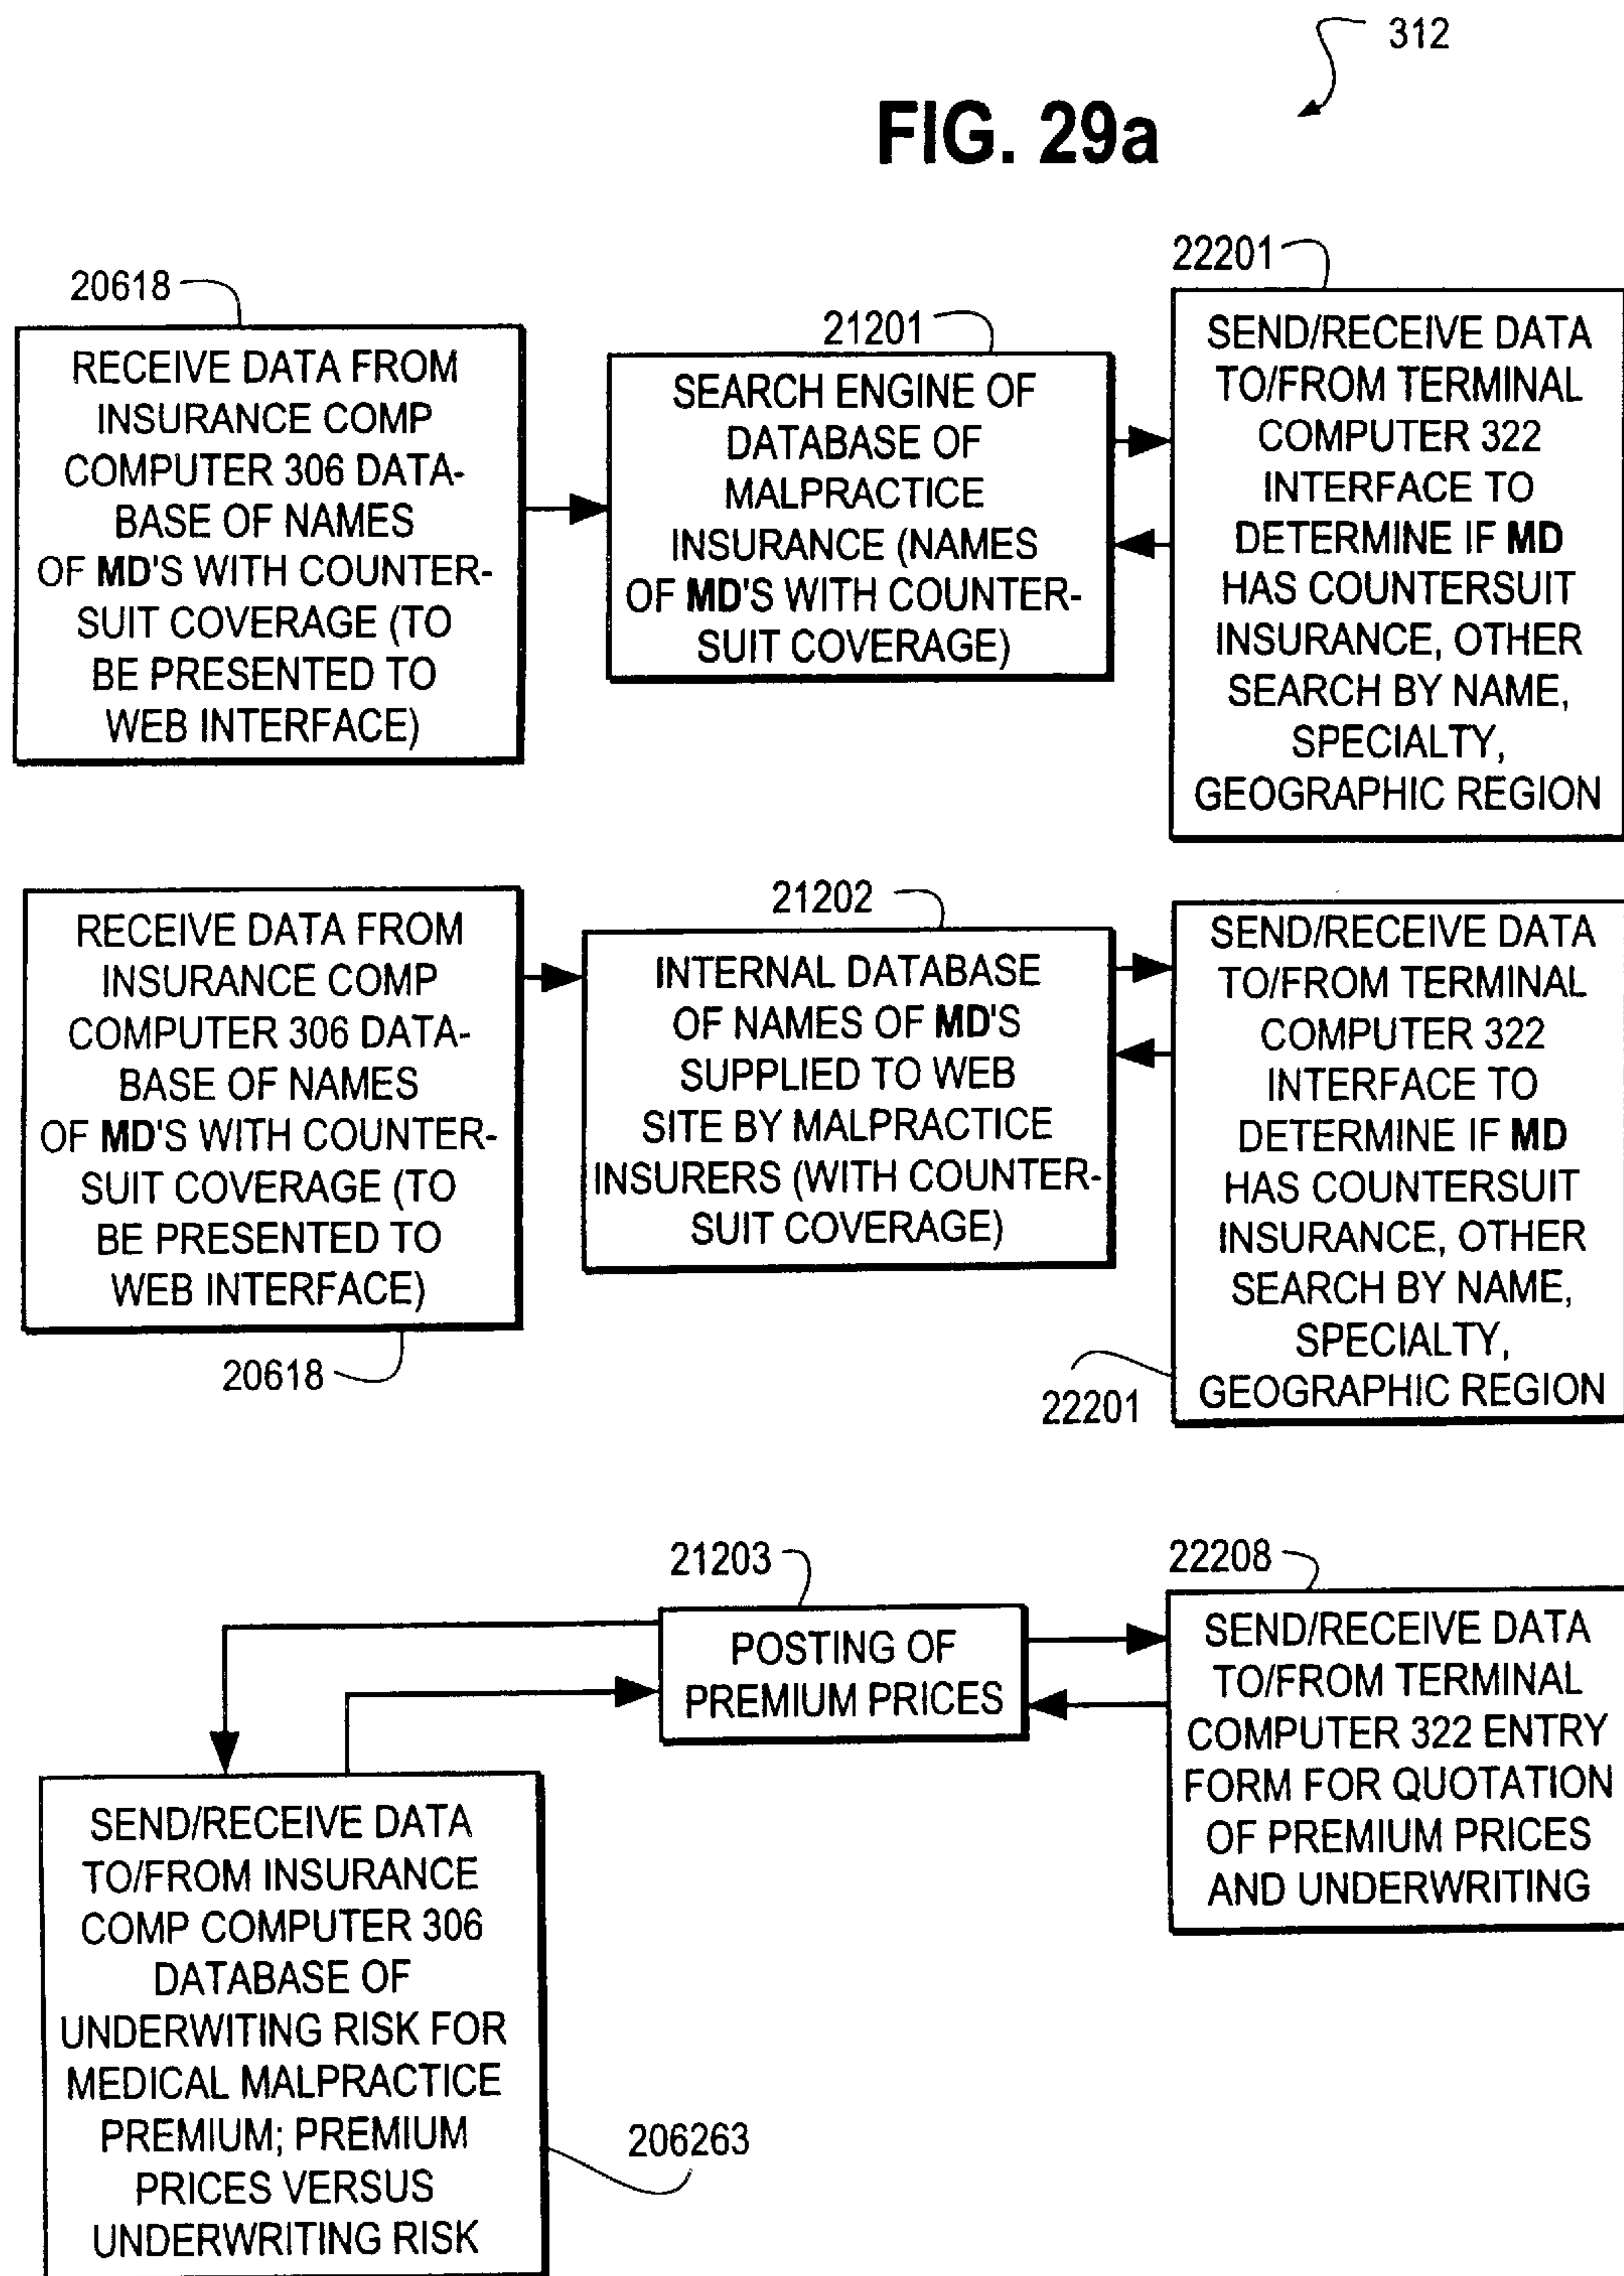 312
FIG. 29a
20618
RECEIVE DATA FROM
INSURANCE COMP
COMPUTER 306 DATA-
BASE OF NAMES
OF MD'S WITH COUNTER-
SUIT COVERAGE (TO
BE PRESENTED TO
WEB INTERFACE)
21201
SEARCH ENGINE OF
DATABASE OF
MALPRACTICE
INSURANCE (NAMES
OF MD'S WITH COUNTER-
SUIT COVERAGE)
22201
SEND/RECEIVE DATA
TO/FROM TERMINAL
COMPUTER 322
INTERFACE TO
DETERMINE IF MD
HAS COUNTERSUIT
INSURANCE, OTHER
SEARCH BY NAME,
SPECIALTY,
GEOGRAPHIC REGION
RECEIVE DATA FROM
INSURANCE COMP
COMPUTER 306 DATA-
BASE OF NAMES
OF MD'S WITH COUNTER-
SUIT COVERAGE (TO
BE PRESENTED TO
WEB INTERFACE)
20618
21202
INTERNAL DATABASE
OF NAMES OF MD'S
SUPPLIED TO WEB
SITE BY MALPRACTICE
INSURERS (WITH COUNTER-
SUIT COVERAGE)
SEND/RECEIVE DATA
TO/FROM TERMINAL
COMPUTER 322
INTERFACE TO
DETERMINE IF MD
HAS COUNTERSUIT
INSURANCE, OTHER
SEARCH BY NAME,
SPECIALTY,
GEOGRAPHIC REGION
22201
21203
POSTING OF
PREMIUM PRICES
22208
SEND/RECEIVE DATA
TO/FROM TERMINAL
COMPUTER 322 ENTRY
FORM FOR QUOTATION
OF PREMIUM PRICES
AND UNDERWRITING
SEND/RECEIVE DATA
TO/FROM INSURANCE
COMP COMPUTER 306
DATABASE OF
UNDERWITING RISK FOR
MEDICAL MALPRACTICE
PREMIUM; PREMIUM
PRICES VERSUS
UNDERWRITING RISK
206263